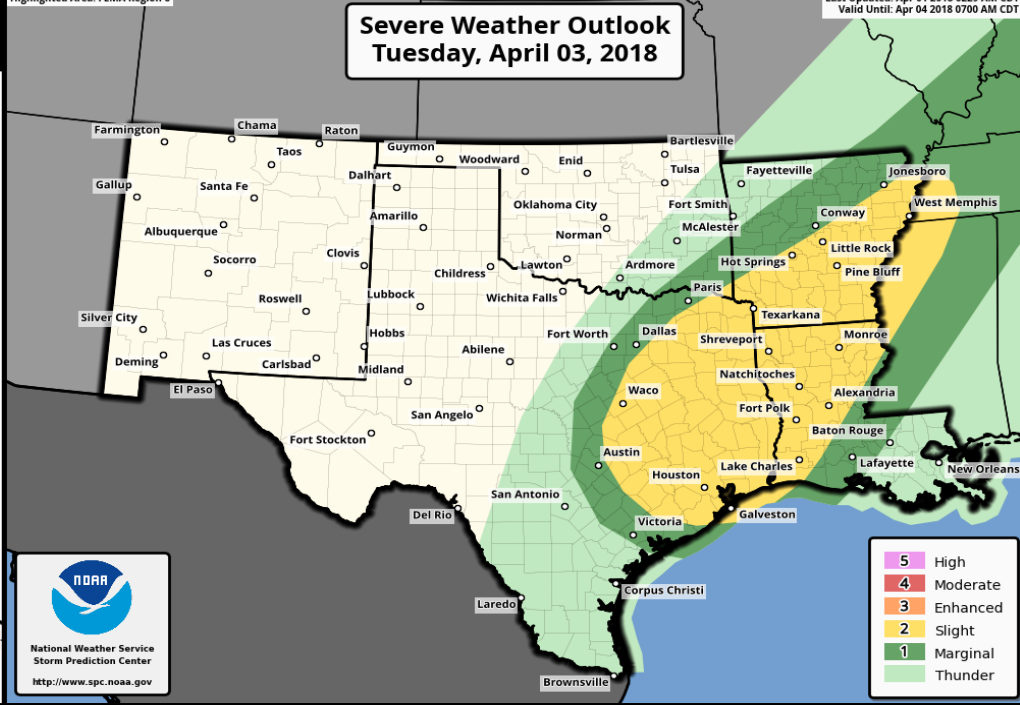 Severe Weather Outlook
Tuesday, April 03, 2018
Valid Until: Apr 04 2018 0700 AM CDT
Farmington
Chama
Raton
Taos
Guymon
Woodward
Enid
Bartlesville
Tulsa
Fayetteville
Jonesboro
Gallup
Santa Fe
Dalhart
Amarillo
Oklahoma City
Fort Smith
West Memphis
Albuquerque
Norman
McAlester
Conway
Socorro
Clovis
Childress
Lawton
Ardmore
Hot Springs
Little Rock
Pine Bluff
Roswell
Lubbock
Wichita Falls
Paris
Texarkana
Silver City
Las Cruces
Hobbs
Fort Worth
Dallas
Shreveport
Monroe
Deming
Carlsbad
Midland
Abilene
Natchitoches
El Paso
Waco
Alexandria
San Angelo
Fort Polk
Baton Rouge
Fort Stockton
Austin
Houston
Lake Charles
Lafayette
New Orleans
San Antonio
Del Rio
Victoria
Galveston
Corpus Christi
Laredo
Brownsville
NOAA
National Weather Service
Storm Prediction Center
http://www.spc.noaa.gov
5 High
4 Moderate
3 Enhanced
2 Slight
1 Marginal
Thunder